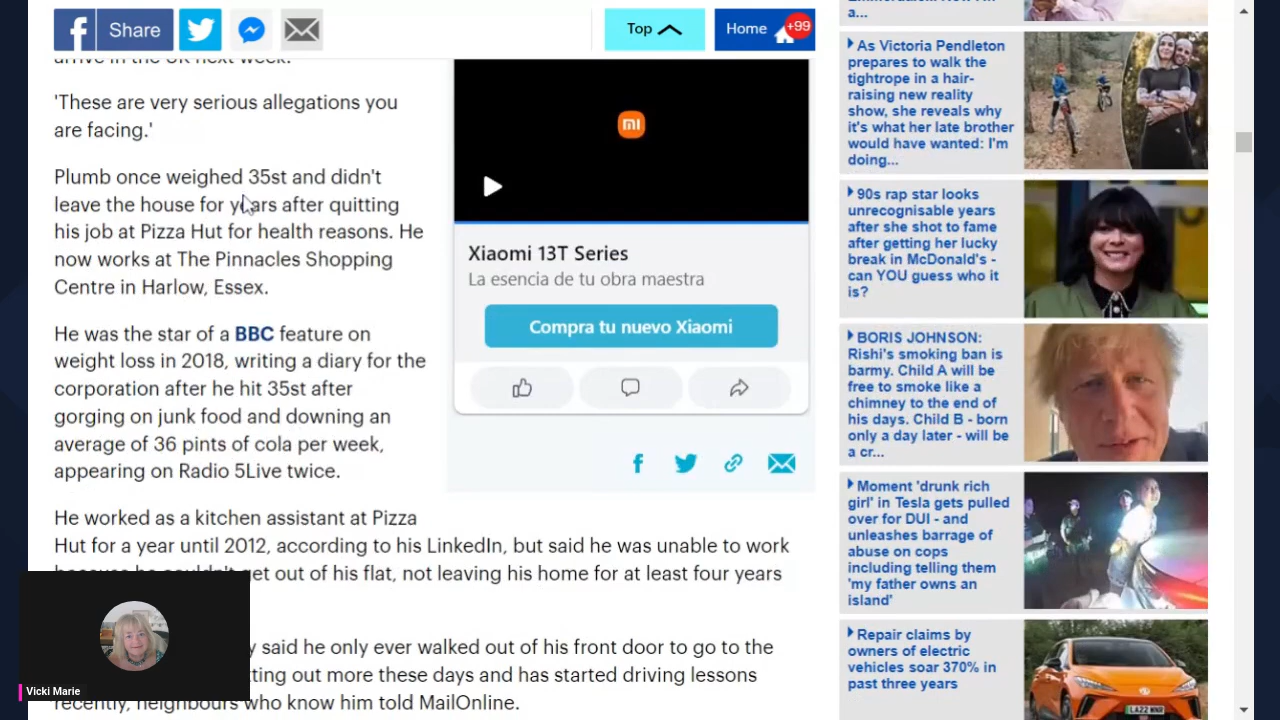 Share
Top
Home
+99
arrive in the UK next week.
'These are very serious allegations you
are facing.'
Plumb once weighed 35st and didn't
leave the house for years after quitting
his job at Pizza Hut for health reasons. He
now works at The Pinnacles Shopping
Centre in Harlow, Essex.
He was the star of a BBC feature on
weight loss in 2018, writing a diary for the
corporation after he hit 35st after
gorging on junk food and downing an
average of 36 pints of cola per week,
appearing on Radio 5Live twice.
He worked as a kitchen assistant at Pizza
Hut for a year until 2012, according to his LinkedIn, but said he was unable to work
because he couldn't get out of his flat, not leaving his home for at least four years
said he only ever walked out of his front door to go to the
out more these days and has started driving lessons
recently, neighbours who know him told MailOnline.
Vicki Marie
mi
Xiaomi 13T Series
La esencia de tu obra maestra
Compra tu nuevo Xiaomi
a...
As Victoria Pendleton
prepares to walk the
tightrope in a hair-
raising new reality
show, she reveals why
it's what her late brother
would have wanted: I'm
doing...
90s rap star looks
unrecognisable years
after she shot to fame
after getting her lucky
break in McDonald's -
can YOU guess who it
is?
BORIS JOHNSON:
Rishi's smoking ban is
barmy. Child A will be
free to smoke like a
chimney to the end of
his days. Child B - born
only a day later - will be
a cr...
Moment 'drunk rich
girl' in Tesla gets pulled
over for DUI - and
unleashes barrage of
abuse on cops
including telling them
'my father owns an
island'
Repair claims by
owners of electric
vehicles soar 370% in
past three years
LA22 WNR